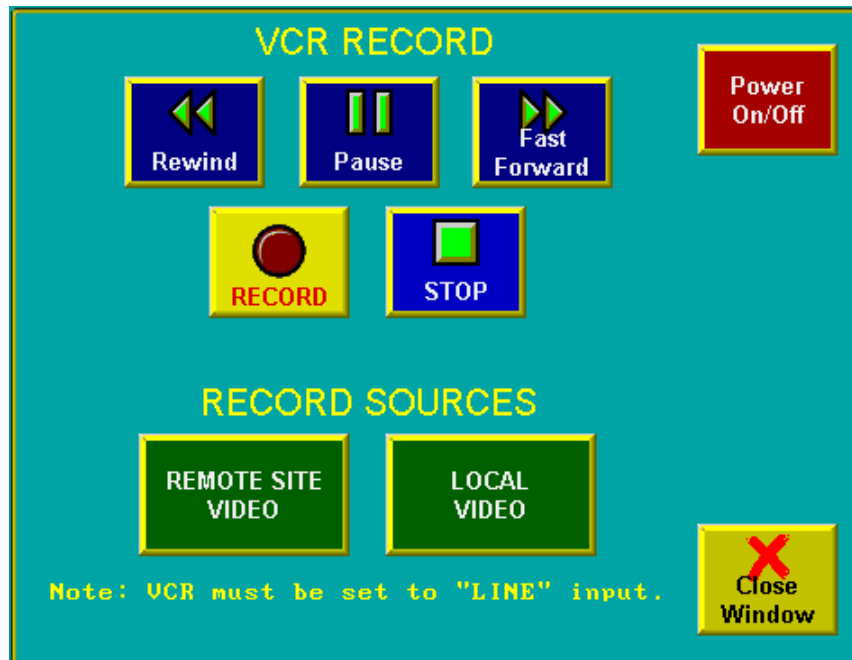 VCR RECORD
Power
On/Off
Rewind
Pause
Fast
Forward
RECORD
STOP
RECORD SOURCES
REMOTE SITE
VIDEO
LOCAL
VIDEO
Note: VCR must be set to "LINE" input.
Close
Window